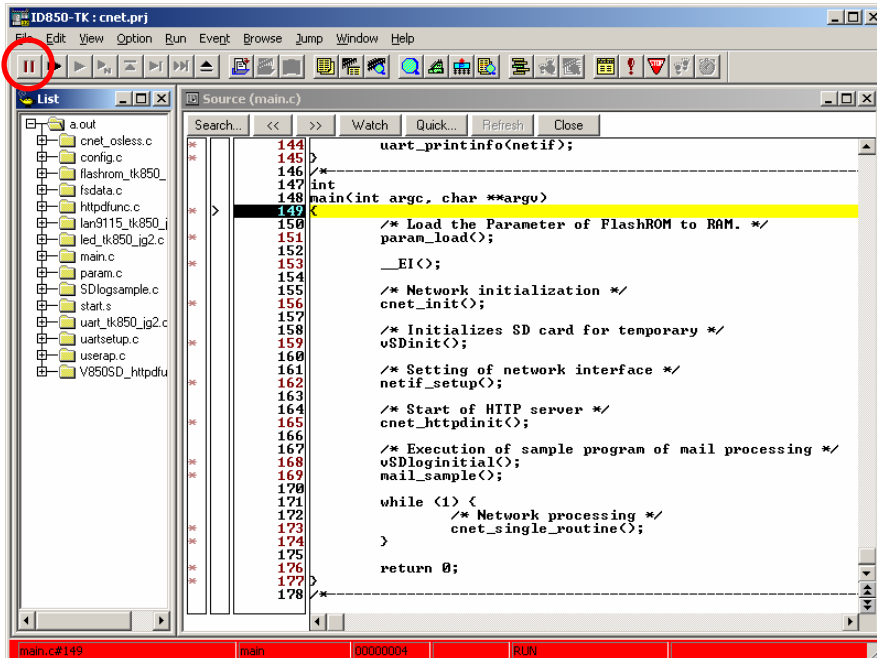 ID850-TK : cnet.prj
File Edit View Option Run Event Browse Jump Window Help
List
a.out
cnet_osless.c
config.c
flashrom_tk850_
fsdata.c
httpdfunc.c
lan9115_tk850_j
led_tk850_jg2.c
main.c
param.c
SDlogsample.c
start.s
uart_tk850_jg2.c
uartsetup.c
userap.c
V850SD_httpdfu
Source (main.c)
Search... << >> Watch Quick... Refresh Close
* 144 uart_printinfo(netif);
* 145 }
146 /*-----------------------------------------------------------------------
147 int
148 main(int argc, char **argv)
* > 149 {
150 /* Load the Parameter of FlashROM to RAM. */
* 151 param_load();
152
* 153 __EI();
154
155 /* Network initialization */
* 156 cnet_init();
157
158 /* Initializes SD card for temporary */
* 159 vSDinit();
160
161 /* Setting of network interface */
* 162 netif_setup();
163
164 /* Start of HTTP server */
* 165 cnet_httpdinit();
166
167 /* Execution of sample program of mail processing */
* 168 vSDloginitial();
* 169 mail_sample();
170
171 while (1) {
172 /* Network processing */
* 173 cnet_single_routine();
* 174 }
175
* 176 return 0;
* 177 }
178 /*-----------------------------------------------------------------------
main.c#149 main 00000004 RUN